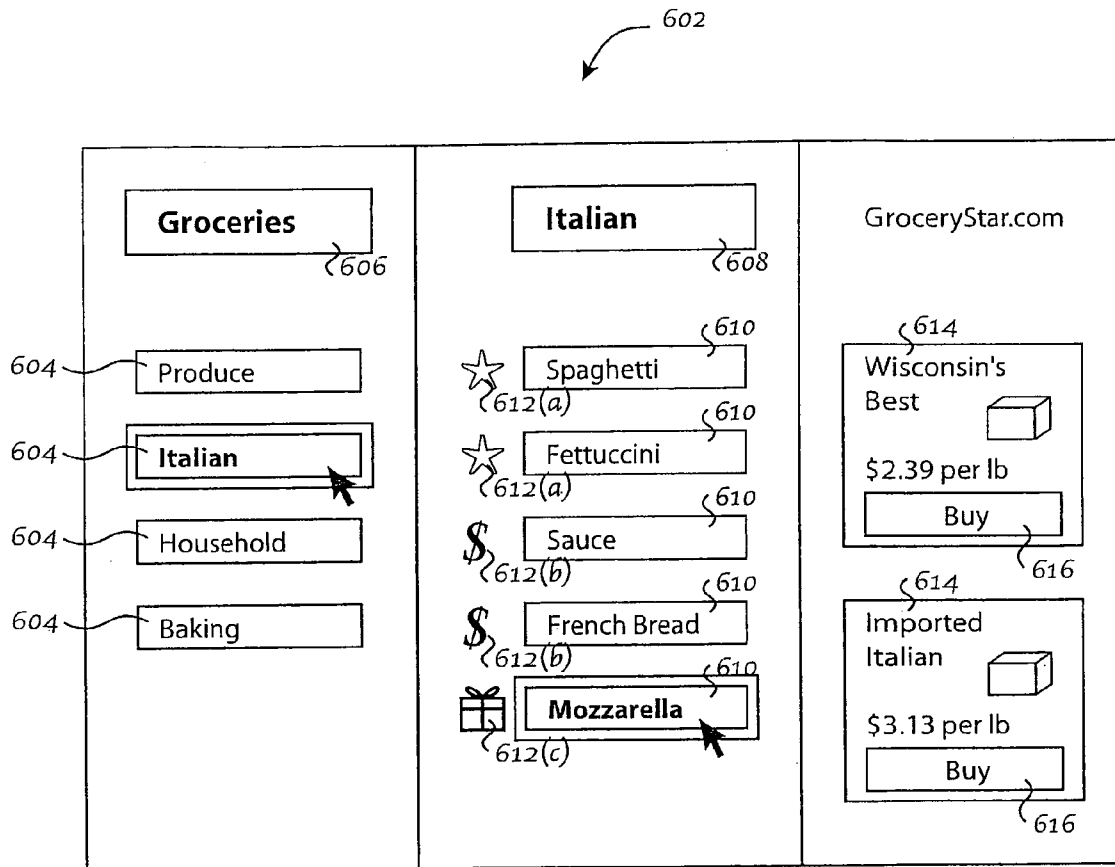 602
Groceries
606
604
Produce
604
Italian
604
Household
604
Baking
Italian
608
610
Spaghetti
612(a)
610
Fettuccini
612(a)
610
$
Sauce
612(b)
610
$
French Bread
612(b)
610
Mozzarella
612(c)
GroceryStar.com
614
Wisconsin's
Best
$2.39 per lb
Buy
616
614
Imported
Italian
$3.13 per lb
Buy
616